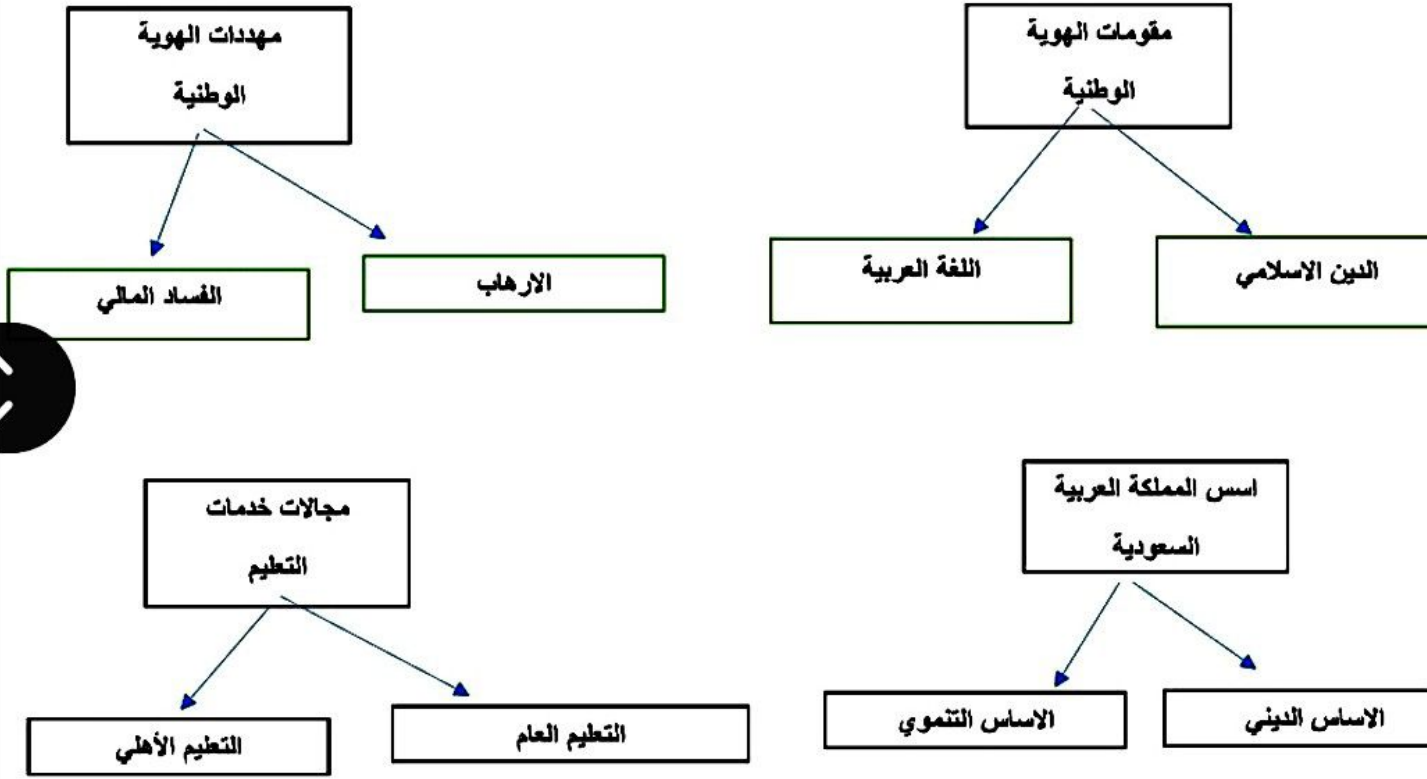 مقومات الهوية
الوطنية
الدين الاسلامي
اللغة العربية
مهددات الهوية
الوطنية
الارهاب
الفساد المالي
اسس المملكة العربية
السعودية
الاساس الديني
الاساس التنموي
مجالات خدمات
التعليم
التعليم العام
التعليم الأهلي